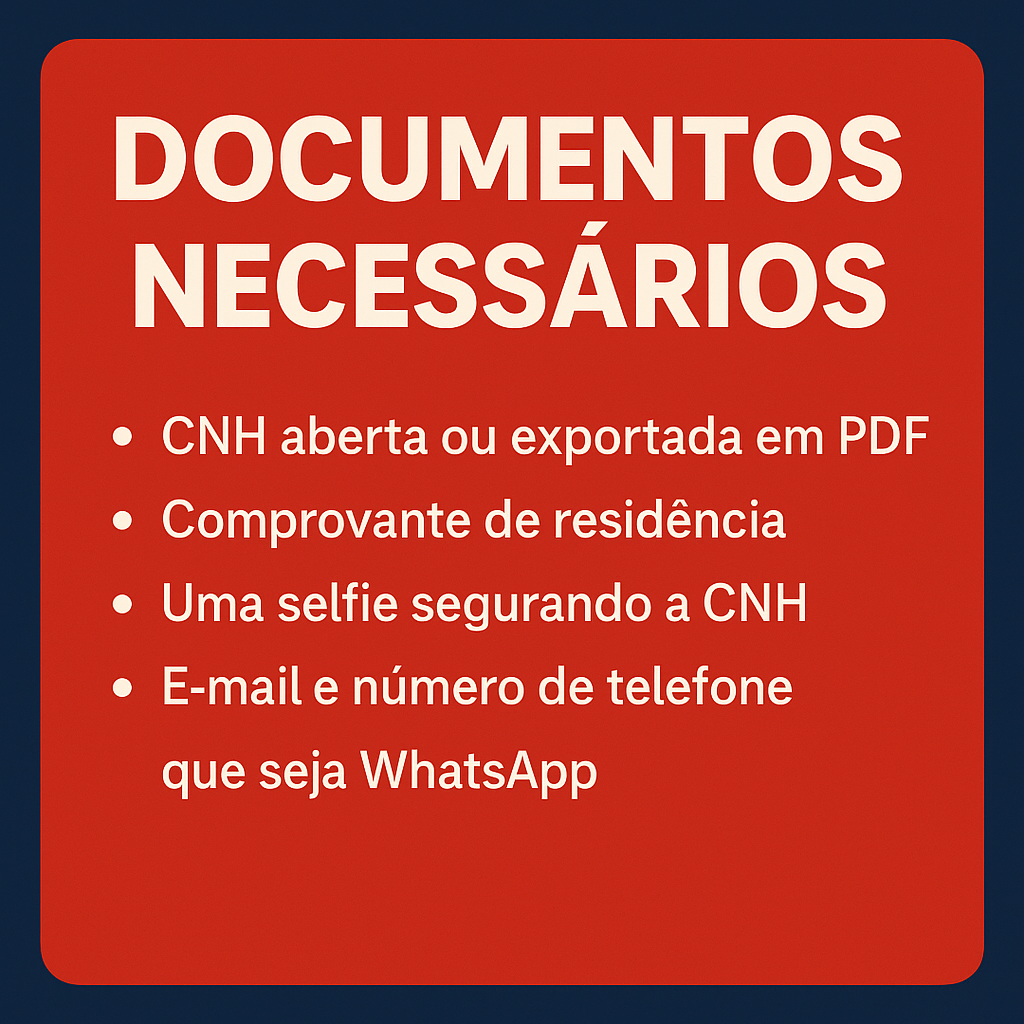 DOCUMENTOS
NECESSÁRIOS
• CNH aberta ou exportada em PDF
• Comprovante de residência
• Uma selfie segurando a CNH
• E-mail e número de telefone
que seja WhatsApp